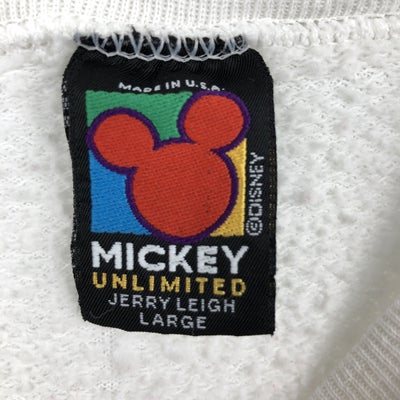 MADE IN U.S.A.
©DISNEY
MICKEY
UNLIMITED
JERRY LEIGH
LARGE